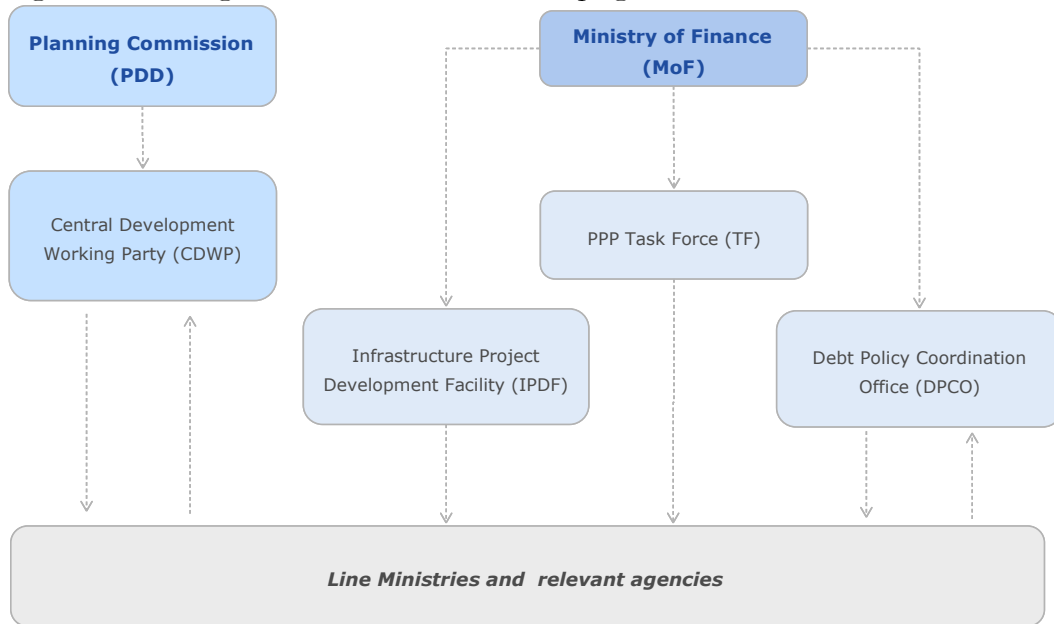 Planning Commission
(PDD)
Ministry of Finance
(MoF)
Central Development
Working Party (CDWP)
PPP Task Force (TF)
Infrastructure Project
Development Facility (IPDF)
Debt Policy Coordination
Office (DPCO)
Line Ministries and relevant agencies